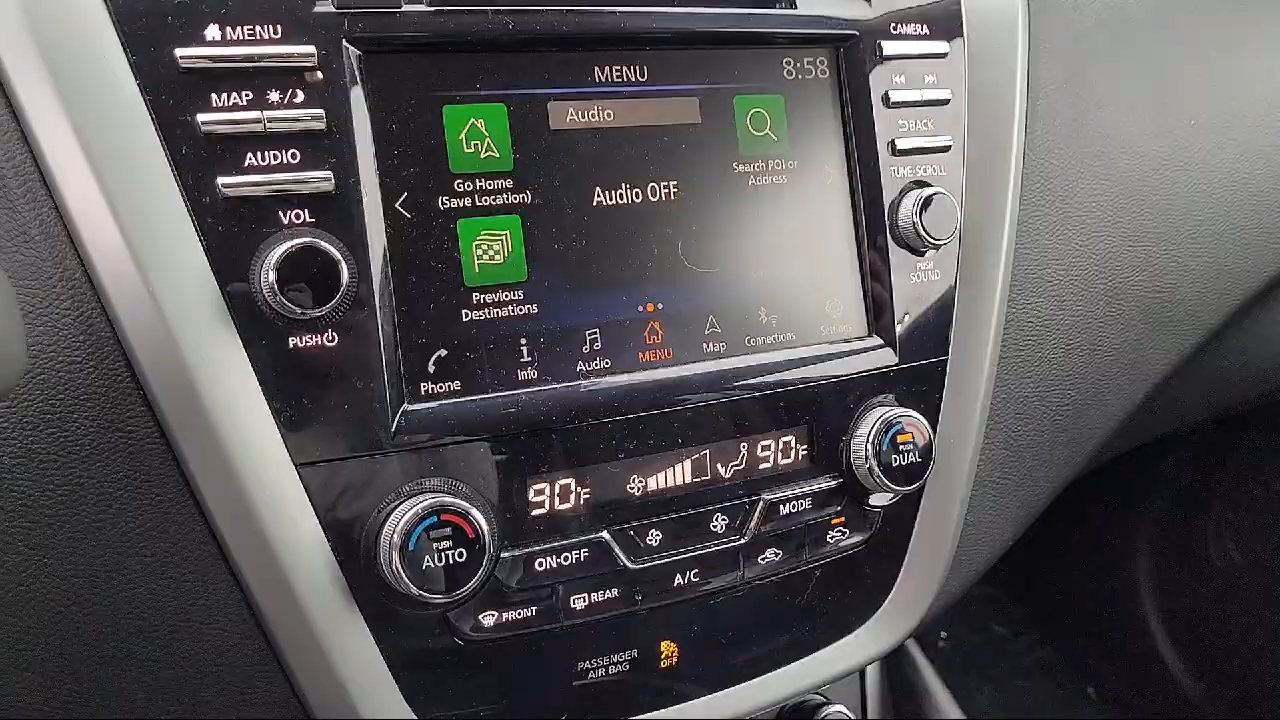 MENU
MAP
AUDIO
VOL
PUSH
MENU
8:58
Audio
Go Home
(Save Location)
Audio OFF
Search POI or
Address
Previous
Destinations
Phone
Info
Audio
MENU
Map
Connections
Settings
CAMERA
BACK
TUNE·SCROLL
PUSH
SOUND
90°F
90°F
PUSH
AUTO
PUSH
DUAL
ON·OFF
MODE
A/C
FRONT
REAR
PASSENGER
AIR BAG
OFF